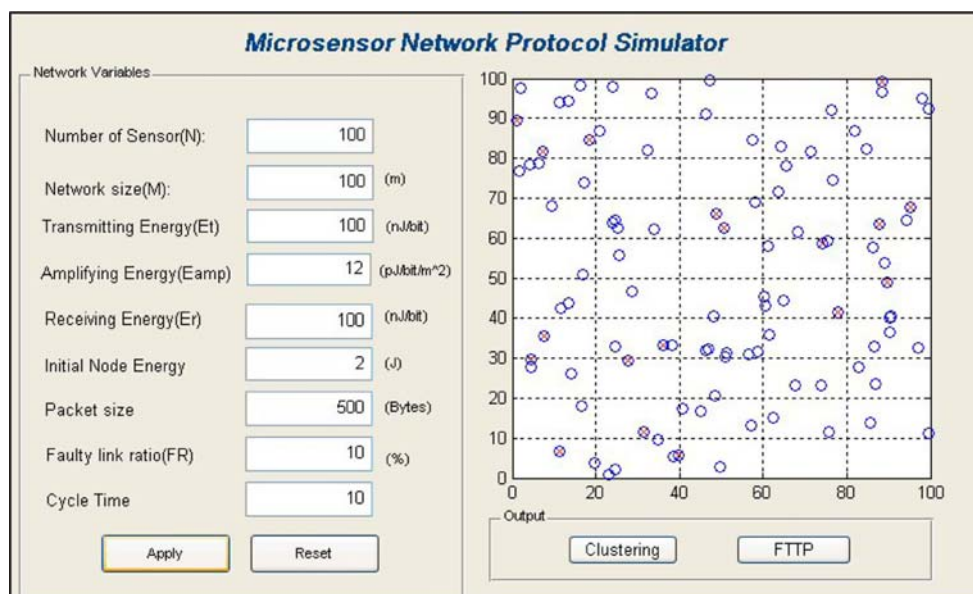 Microsensor Network Protocol Simulator
Network Variables
Number of Sensor(N): 100
Network size(M): 100 (m)
Transmitting Energy(Et) 100 (nJ/bit)
Amplifying Energy(Eamp) 12 (pJ/bit/m^2)
Receiving Energy(Er) 100 (nJ/bit)
Initial Node Energy 2 (J)
Packet size 500 (Bytes)
Faulty link ratio(FR) 10 (%)
Cycle Time 10
Apply Reset
100
90
80
70
60
50
40
30
20
10
0
0 20 40 60 80 100
Output
Clustering FTTP